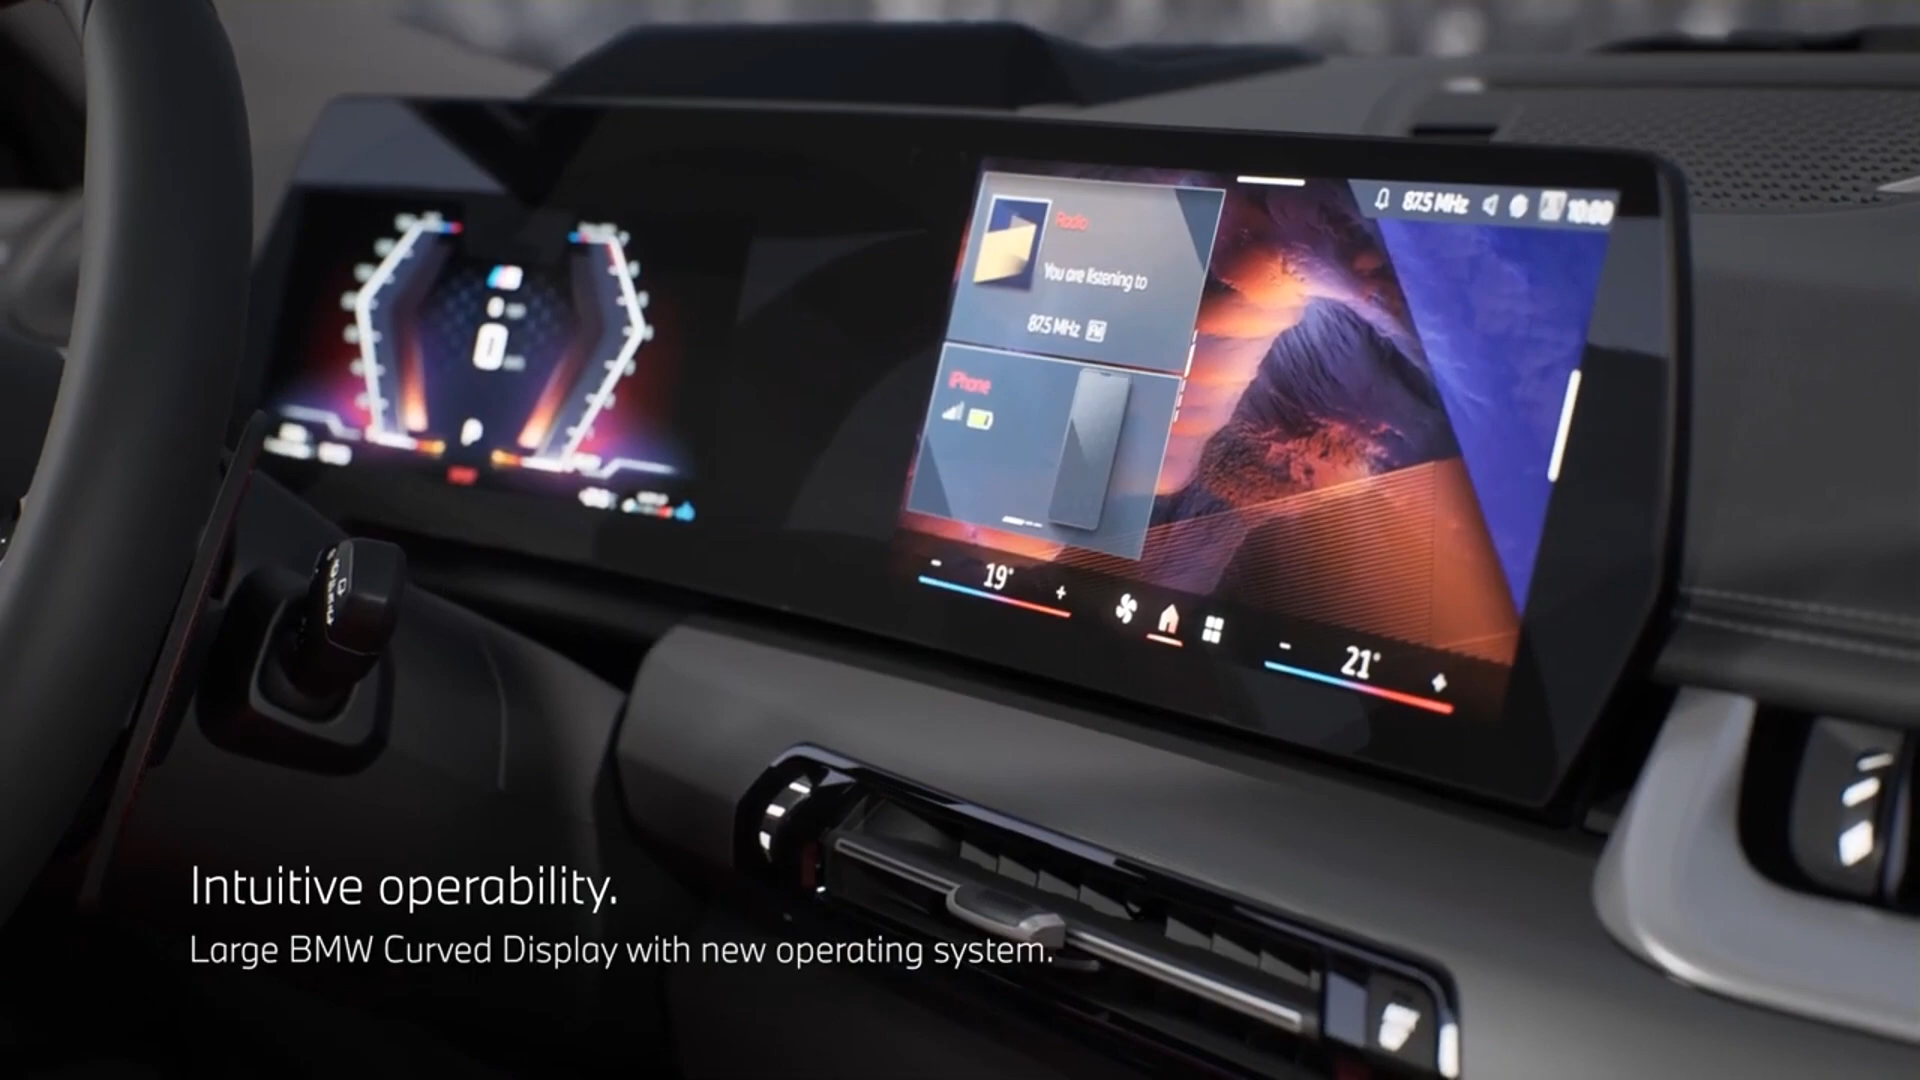 87.5 MHz
10:00
Radio
You are listening to
87.5 MHz FM
iPhone
0
P
- 19° +
- 21° +
Intuitive operability.
Large BMW Curved Display with new operating system.